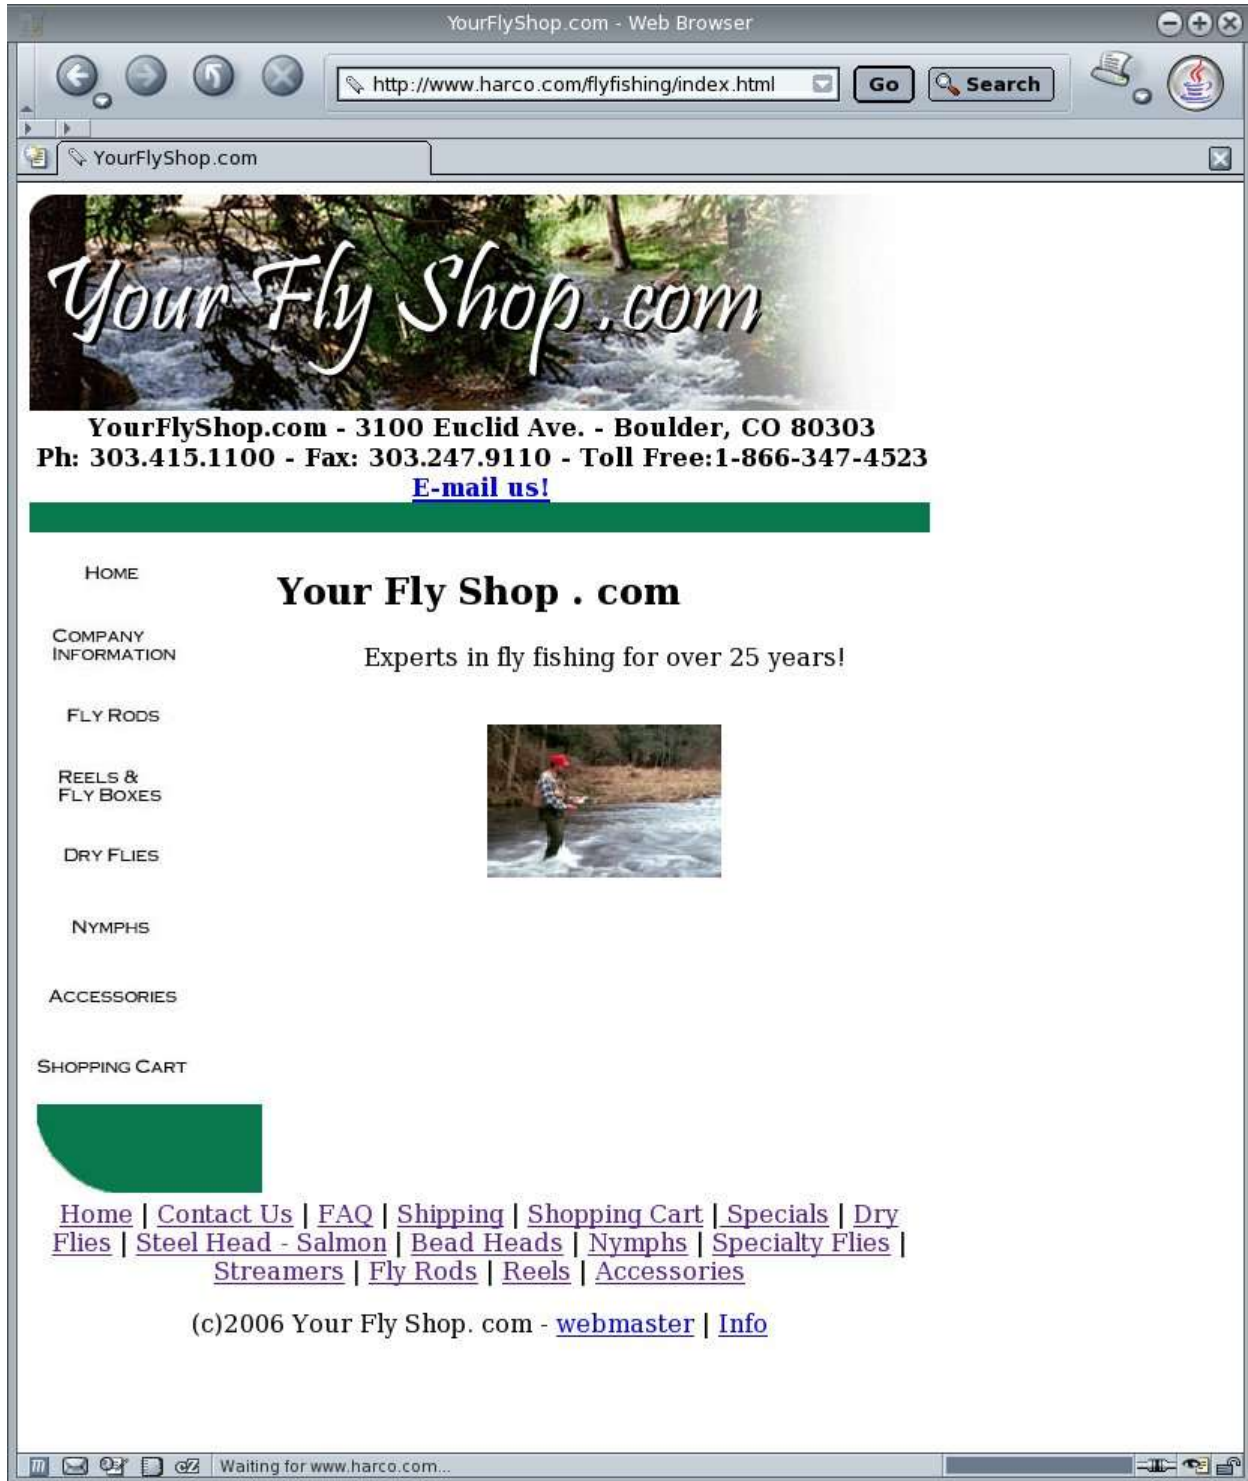 YourFlyShop.com - Web Browser
http://www.harco.com/flyfishing/index.html
Go
Search
YourFlyShop.com
Your Fly Shop.com
YourFlyShop.com - 3100 Euclid Ave. - Boulder, CO 80303
Ph: 303.415.1100 - Fax: 303.247.9110 - Toll Free:1-866-347-4523
E-mail us!
HOME
Your Fly Shop . com
COMPANY
INFORMATION
Experts in fly fishing for over 25 years!
FLY RODS
REELS &
FLY BOXES
DRY FLIES
NYMPHS
ACCESSORIES
SHOPPING CART
Home | Contact Us | FAQ | Shipping | Shopping Cart | Specials | Dry
Flies | Steel Head - Salmon | Bead Heads | Nymphs | Specialty Flies |
Streamers | Fly Rods | Reels | Accessories
(c)2006 Your Fly Shop. com - webmaster | Info
Waiting for www.harco.com...